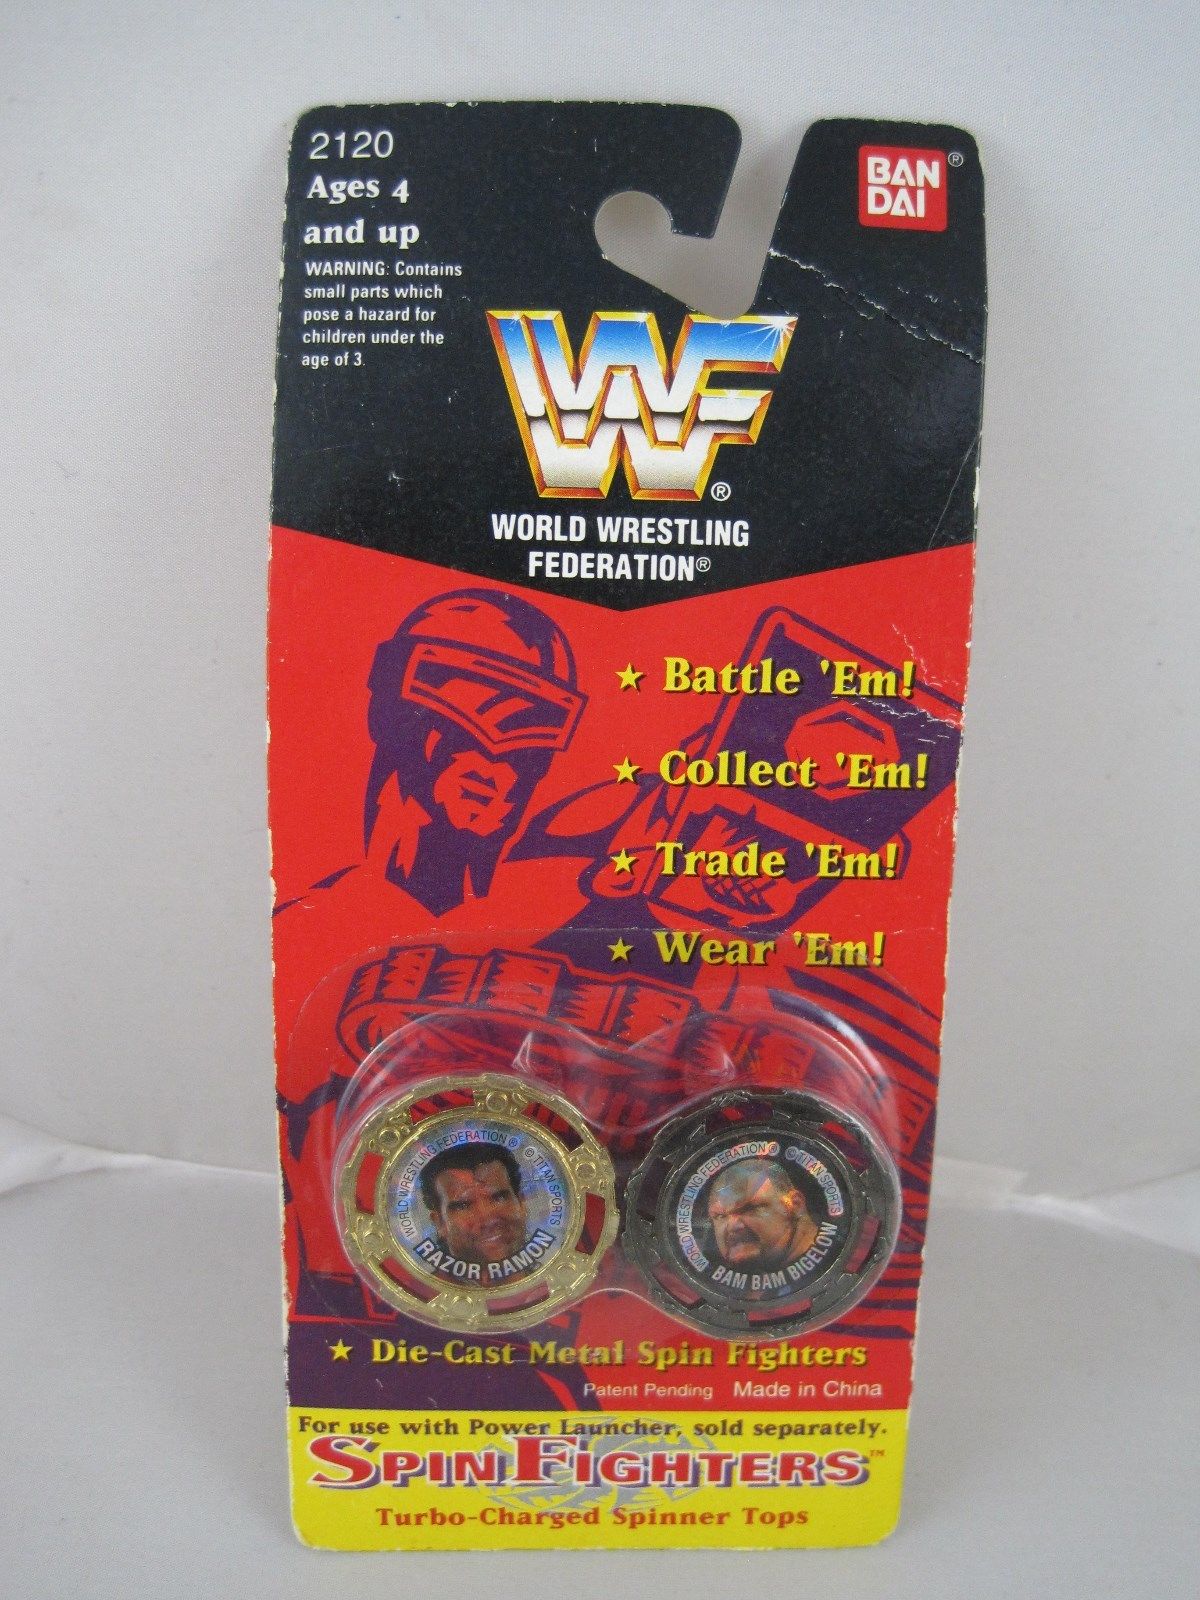 2120
Ages 4
and up
WARNING: Contains
small parts which
pose a hazard for
children under the
age of 3.
BAN
DAI®
WWF®
WORLD WRESTLING
FEDERATION®
★ Battle 'Em!
★ Collect 'Em!
★ Trade 'Em!
★ Wear 'Em!
WORLD WRESTLING FEDERATION® © TITAN SPORTS
RAZOR RAMON
WORLD WRESTLING FEDERATION® © TITAN SPORTS
BAM BAM BIGELOW
★ Die-Cast Metal Spin Fighters
Patent Pending Made in China
For use with Power Launcher, sold separately.
SPIN FIGHTERS™
Turbo-Charged Spinner Tops